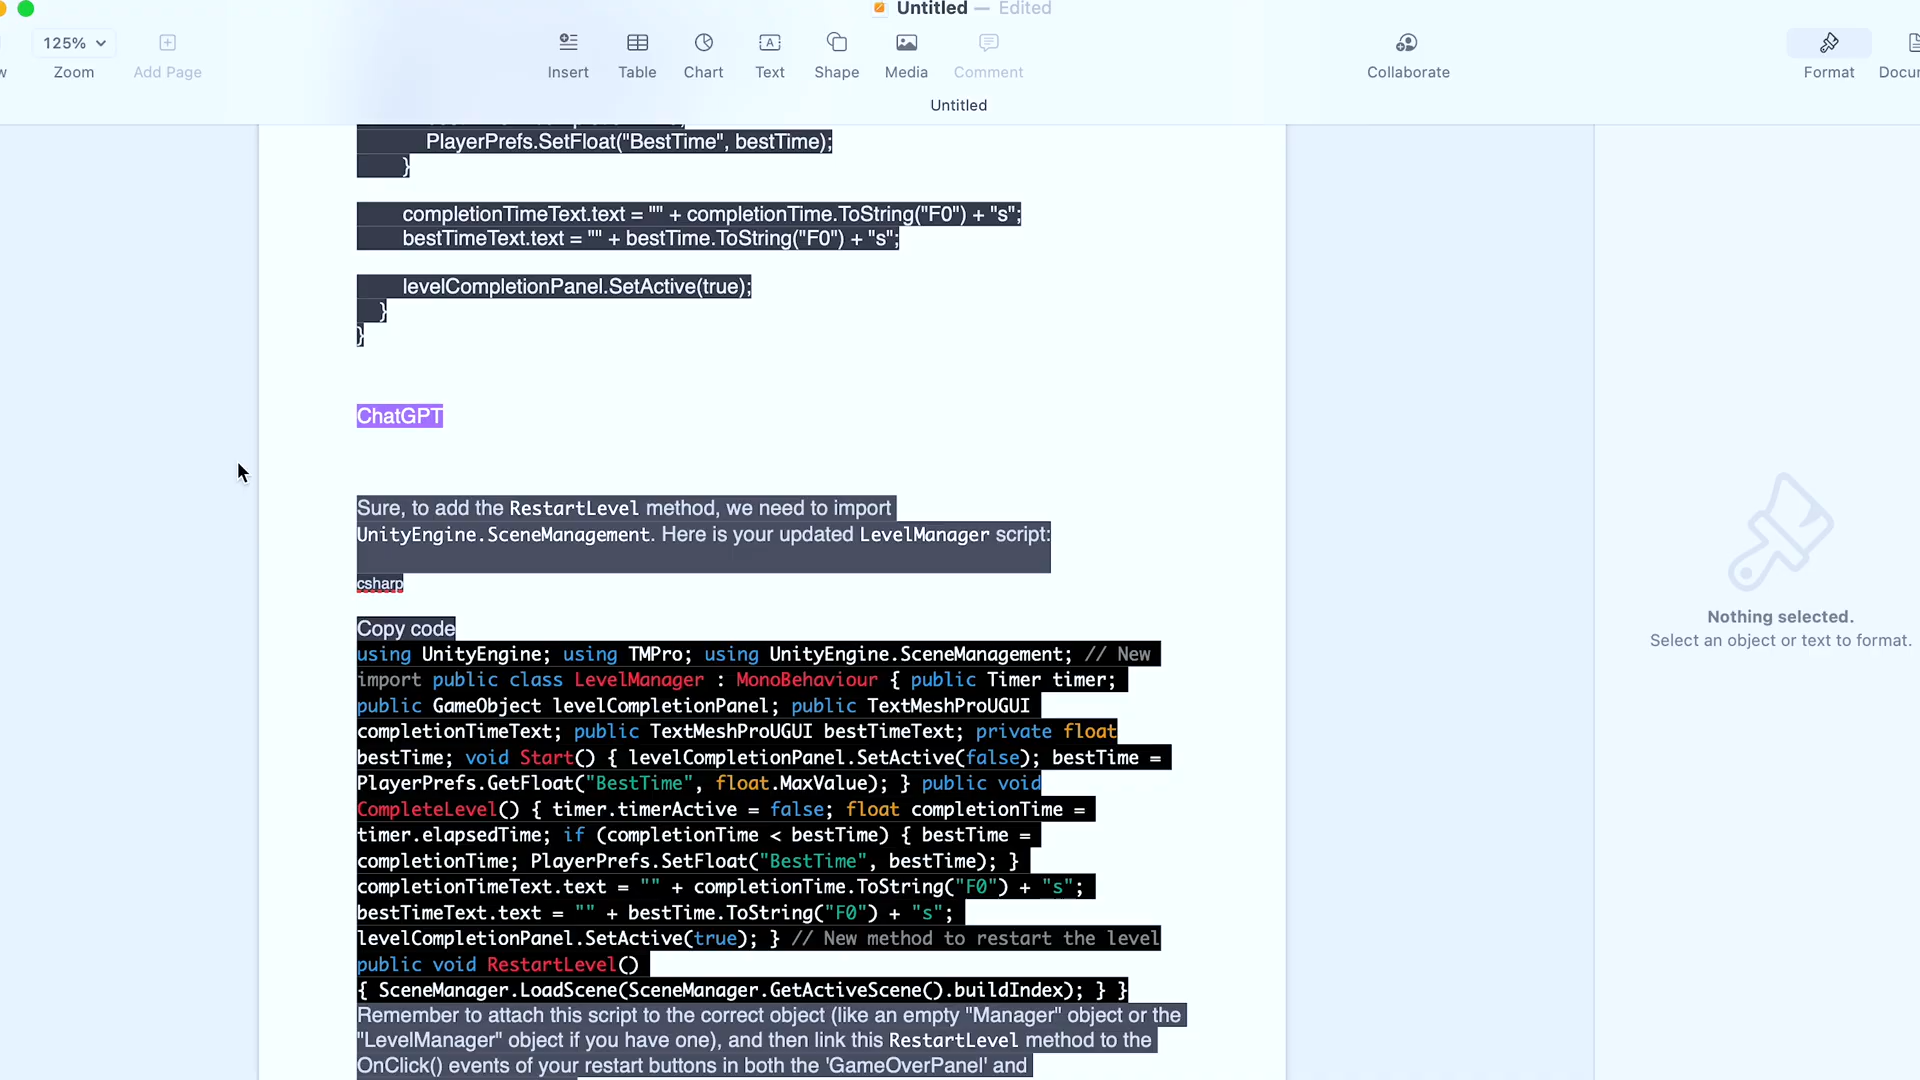 Untitled — Edited
125%
Zoom
Add Page
Insert
Table
Chart
Text
Shape
Media
Comment
Collaborate
Format
Untitled
PlayerPrefs.SetFloat("BestTime", bestTime);
}
completionTimeText.text = "" + completionTime.ToString("F0") + "s";
bestTimeText.text = "" + bestTime.ToString("F0") + "s";
levelCompletionPanel.SetActive(true);
}
}
ChatGPT
Sure, to add the RestartLevel method, we need to import
UnityEngine.SceneManagement. Here is your updated LevelManager script:
csharp
Copy code
using UnityEngine; using TMPro; using UnityEngine.SceneManagement; // New
import public class LevelManager : MonoBehaviour { public Timer timer;
public GameObject levelCompletionPanel; public TextMeshProUGUI
completionTimeText; public TextMeshProUGUI bestTimeText; private float
bestTime; void Start() { levelCompletionPanel.SetActive(false); bestTime =
PlayerPrefs.GetFloat("BestTime", float.MaxValue); } public void
CompleteLevel() { timer.timerActive = false; float completionTime =
timer.elapsedTime; if (completionTime < bestTime) { bestTime =
completionTime; PlayerPrefs.SetFloat("BestTime", bestTime); }
completionTimeText.text = "" + completionTime.ToString("F0") + "s";
bestTimeText.text = "" + bestTime.ToString("F0") + "s";
levelCompletionPanel.SetActive(true); } // New method to restart the level
public void RestartLevel()
{ SceneManager.LoadScene(SceneManager.GetActiveScene().buildIndex); } }
Remember to attach this script to the correct object (like an empty "Manager" object or the
"LevelManager" object if you have one), and then link this RestartLevel method to the
OnClick() events of your restart buttons in both the 'GameOverPanel' and
Nothing selected.
Select an object or text to format.